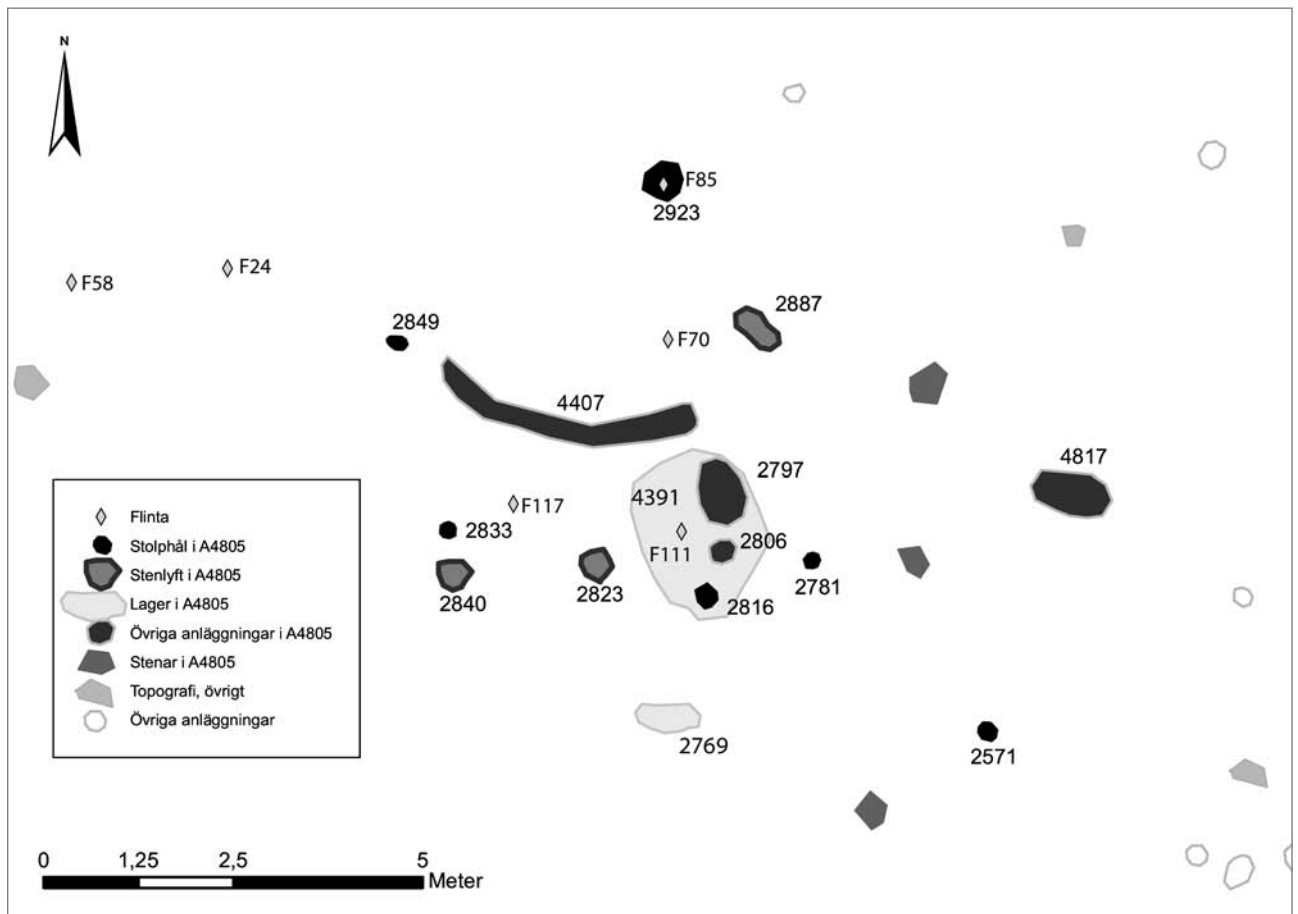 N
F85
2923
F24
F58
2887
2849
F70
4407
2797
4817
4391
F117
2833
2806
F111
2781
2840
2823
2816
2769
2571
Flinta
Stolphål i A4805
Stenlyft i A4805
Lager i A4805
Övriga anläggningar i A4805
Stenar i A4805
Topografi, övrigt
Övriga anläggningar
0 1,25 2,5 5
Meter